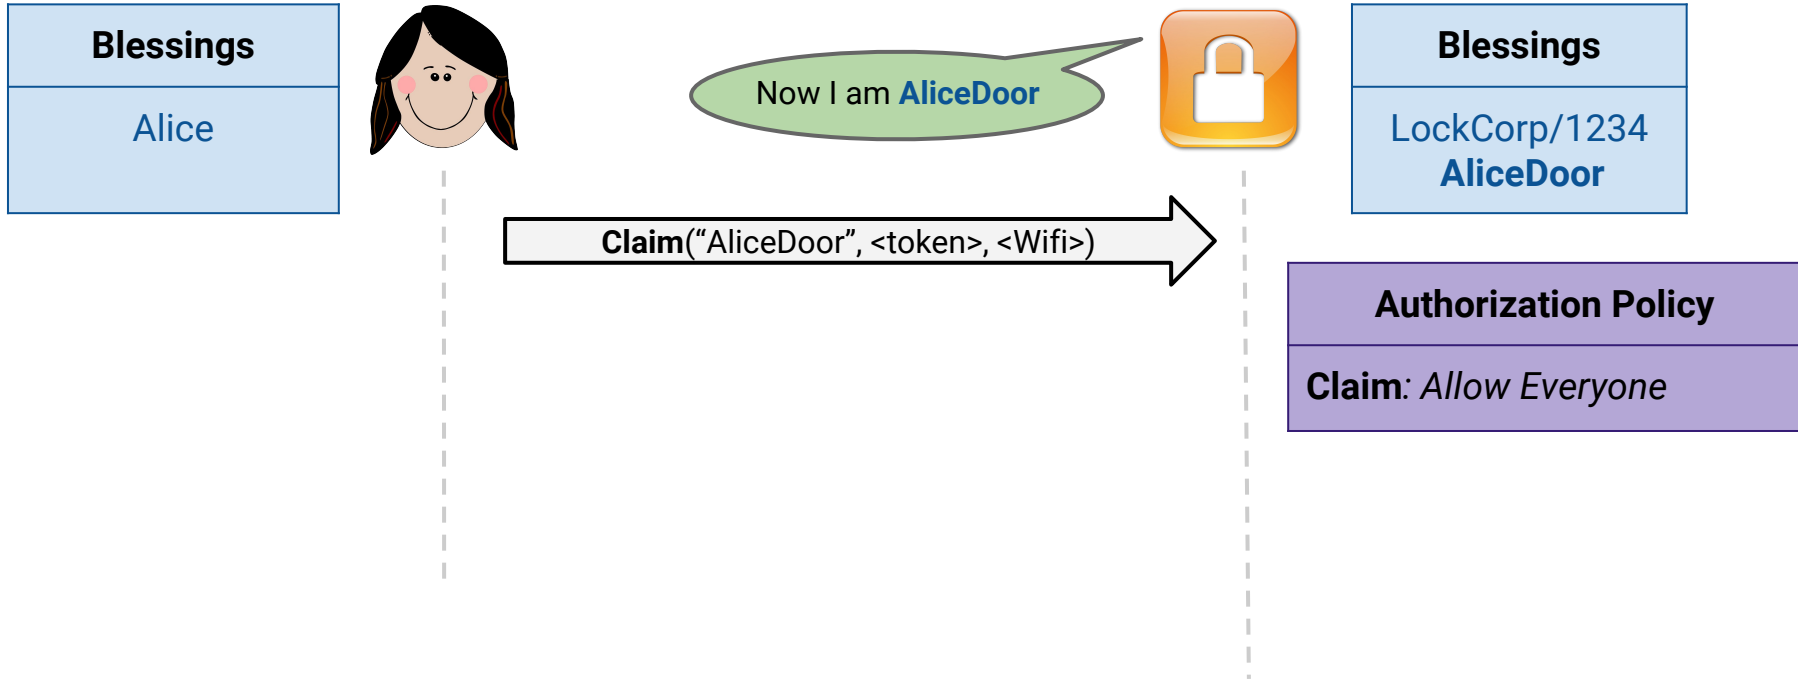 Blessings
Alice
Now I am AliceDoor
Blessings
LockCorp/1234
AliceDoor
Claim(“AliceDoor”, <token>, <Wifi>)
Authorization Policy
Claim: Allow Everyone